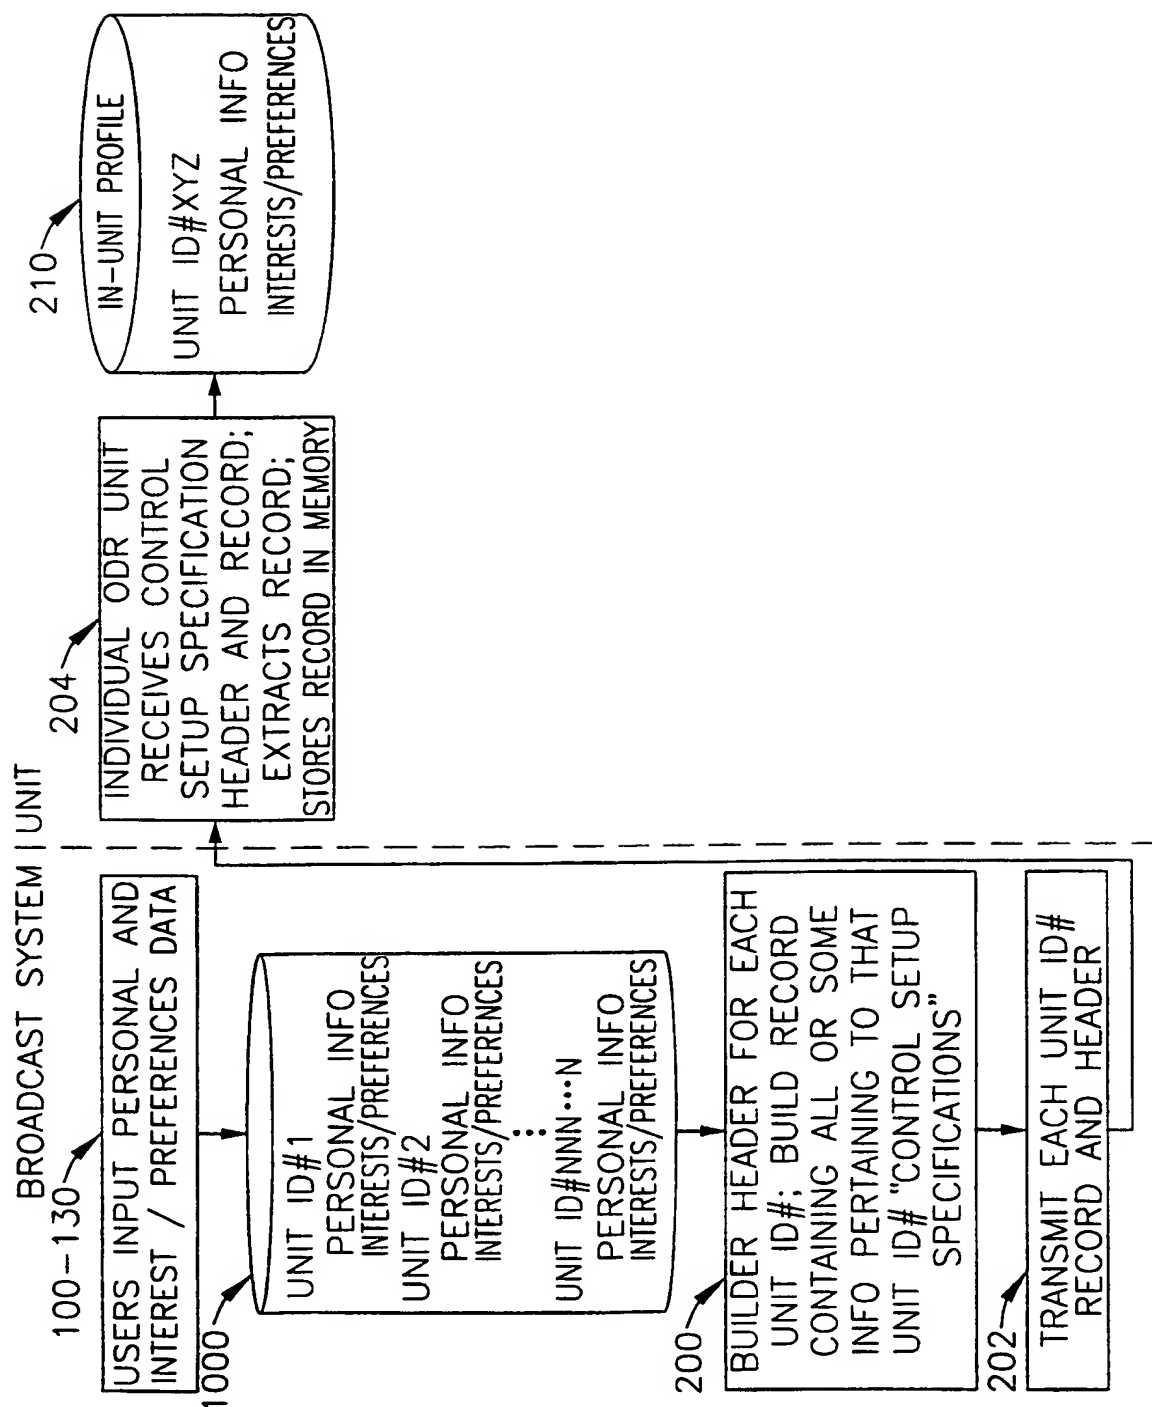 BROADCAST SYSTEM | UNIT
100-130
USERS INPUT PERSONAL AND
INTEREST / PREFERENCES DATA
1000
UNIT ID#1
PERSONAL INFO
INTERESTS/PREFERENCES
UNIT ID#2
PERSONAL INFO
INTERESTS/PREFERENCES
UNIT ID#NNN···N
PERSONAL INFO
INTERESTS/PREFERENCES
200
BUILDER HEADER FOR EACH
UNIT ID#; BUILD RECORD
CONTAINING ALL OR SOME
INFO PERTAINING TO THAT
UNIT ID# "CONTROL SETUP
SPECIFICATIONS"
202
TRANSMIT EACH UNIT ID#
RECORD AND HEADER
204
INDIVIDUAL ODR UNIT
RECEIVES CONTROL
SETUP SPECIFICATION
HEADER AND RECORD;
EXTRACTS RECORD;
STORES RECORD IN MEMORY
210
IN-UNIT PROFILE
UNIT ID#XYZ
PERSONAL INFO
INTERESTS/PREFERENCES